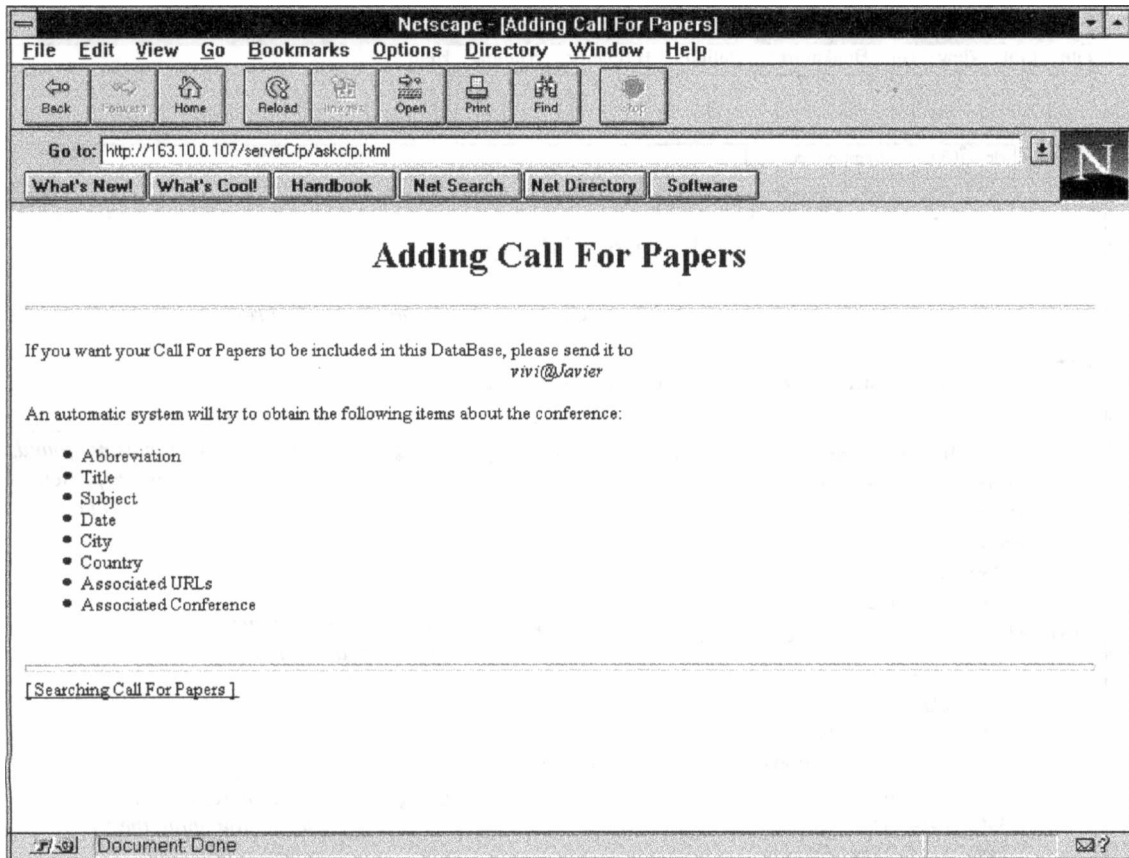 Netscape - [Adding Call For Papers]
File Edit View Go Bookmarks Options Directory Window Help
Back Forward Home Reload Images Open Print Find Stop
Go to: http://163.10.0.107/serverCfp/askcfp.html
N
What's New! What's Cool! Handbook Net Search Net Directory Software
Adding Call For Papers
If you want your Call For Papers to be included in this DataBase, please send it to
vivi@Javier
An automatic system will try to obtain the following items about the conference:
• Abbreviation
• Title
• Subject
• Date
• City
• Country
• Associated URLs
• Associated Conference
[ Searching Call For Papers ]
Document: Done
?